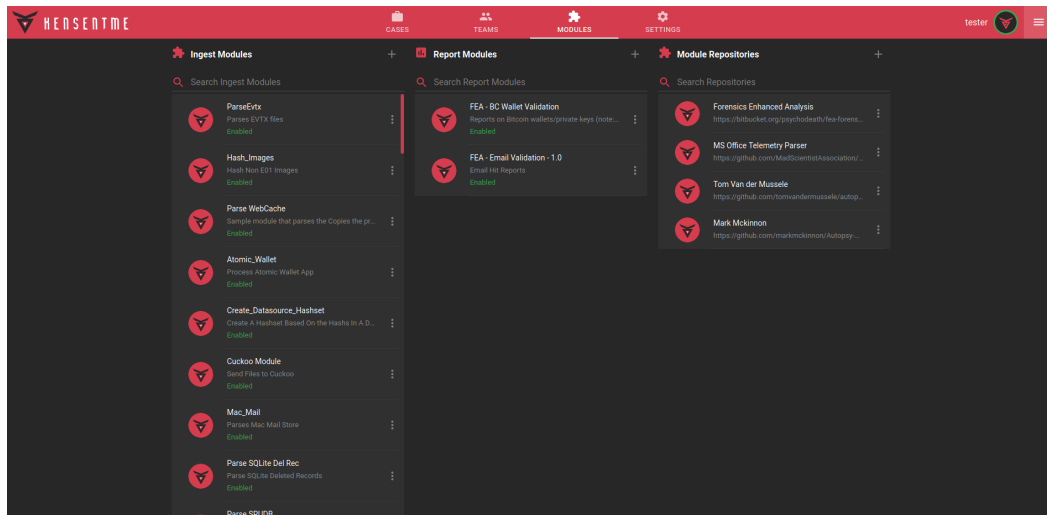 HENSENTME
CASES
TEAMS
MODULES
SETTINGS
tester
Ingest Modules
Search Ingest Modules
ParseEvtx
Parses EVTX files
Enabled
Hash_Images
Hash Non E01 Images
Enabled
Parse WebCache
Sample module that parses the Copies the pr...
Enabled
Atomic_Wallet
Process Atomic Wallet App
Enabled
Create_Datasource_Hashset
Create A Hashset Based On the Hashs In A D...
Enabled
Cuckoo Module
Send Files to Cuckoo
Enabled
Mac_Mail
Parses Mac Mail Store
Enabled
Parse SQLite Del Rec
Parse SQLite Deleted Records
Enabled
Parse SRUDB
Report Modules
Search Report Modules
FEA - BC Wallet Validation
Reports on Bitcoin wallets/private keys (note:...
Enabled
FEA - Email Validation - 1.0
Email Hit Reports
Enabled
Module Repositories
Search Repositories
Forensics Enhanced Analysis
https://bitbucket.org/psychodeath/fea-forens...
MS Office Telemetry Parser
https://github.com/MadScientistAssociation/...
Tom Van der Mussele
https://github.com/tomvandermussele/autop...
Mark Mckinnon
https://github.com/markmckinnon/Autopsy-...